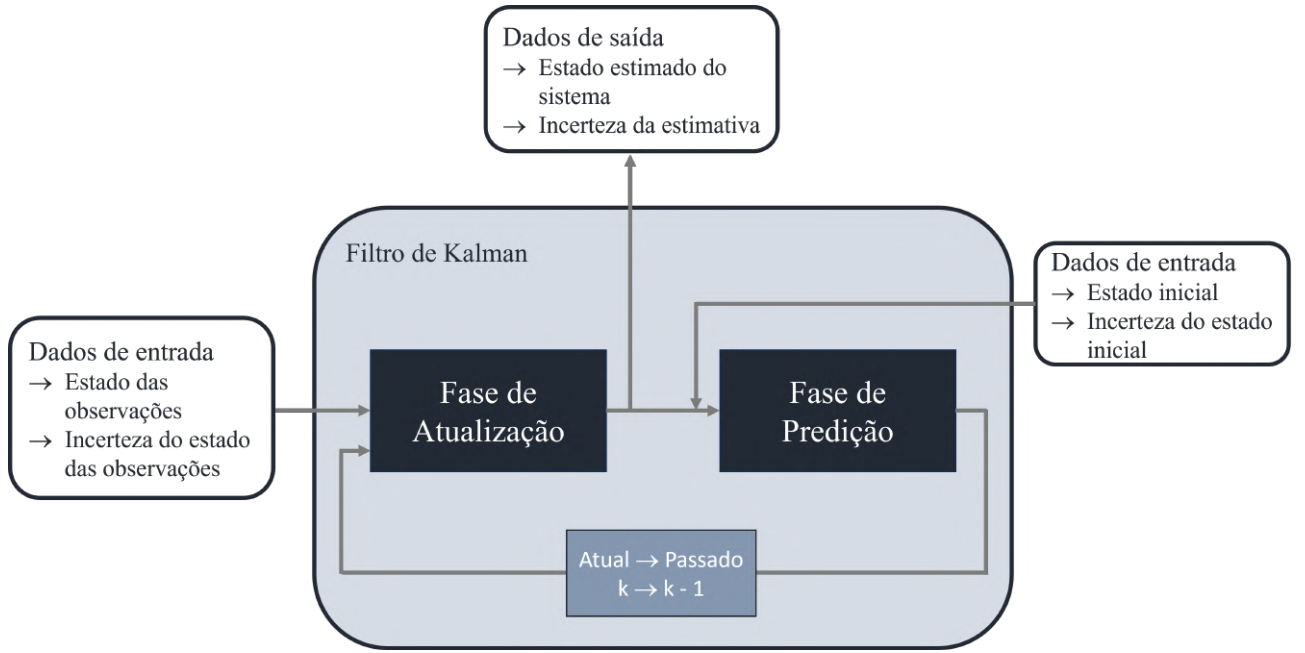 Dados de saída
→ Estado estimado do
sistema
→ Incerteza da estimativa
Filtro de Kalman
Dados de entrada
→ Estado inicial
→ Incerteza do estado
inicial
Dados de entrada
→ Estado das
observações
→ Incerteza do estado
das observações
Fase de
Atualização
Fase de
Predição
Atual → Passado
k → k - 1